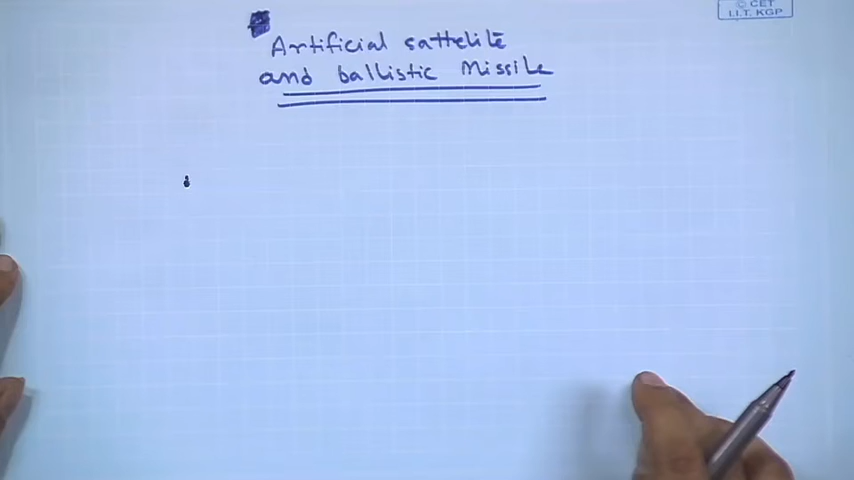 © CET
I.I.T. KGP
Artificial sattelite
and ballistic Missile